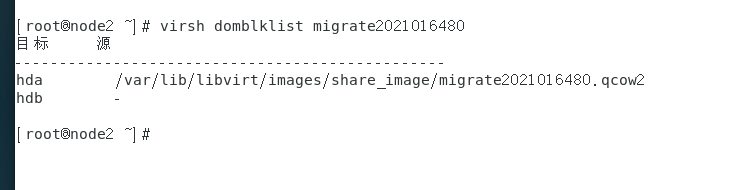 [root@node2 ~]# virsh domblklist migrate2021016480
目标 源
------------------------------------------------
hda /var/lib/libvirt/images/share_image/migrate2021016480.qcow2
hdb -
[root@node2 ~]#